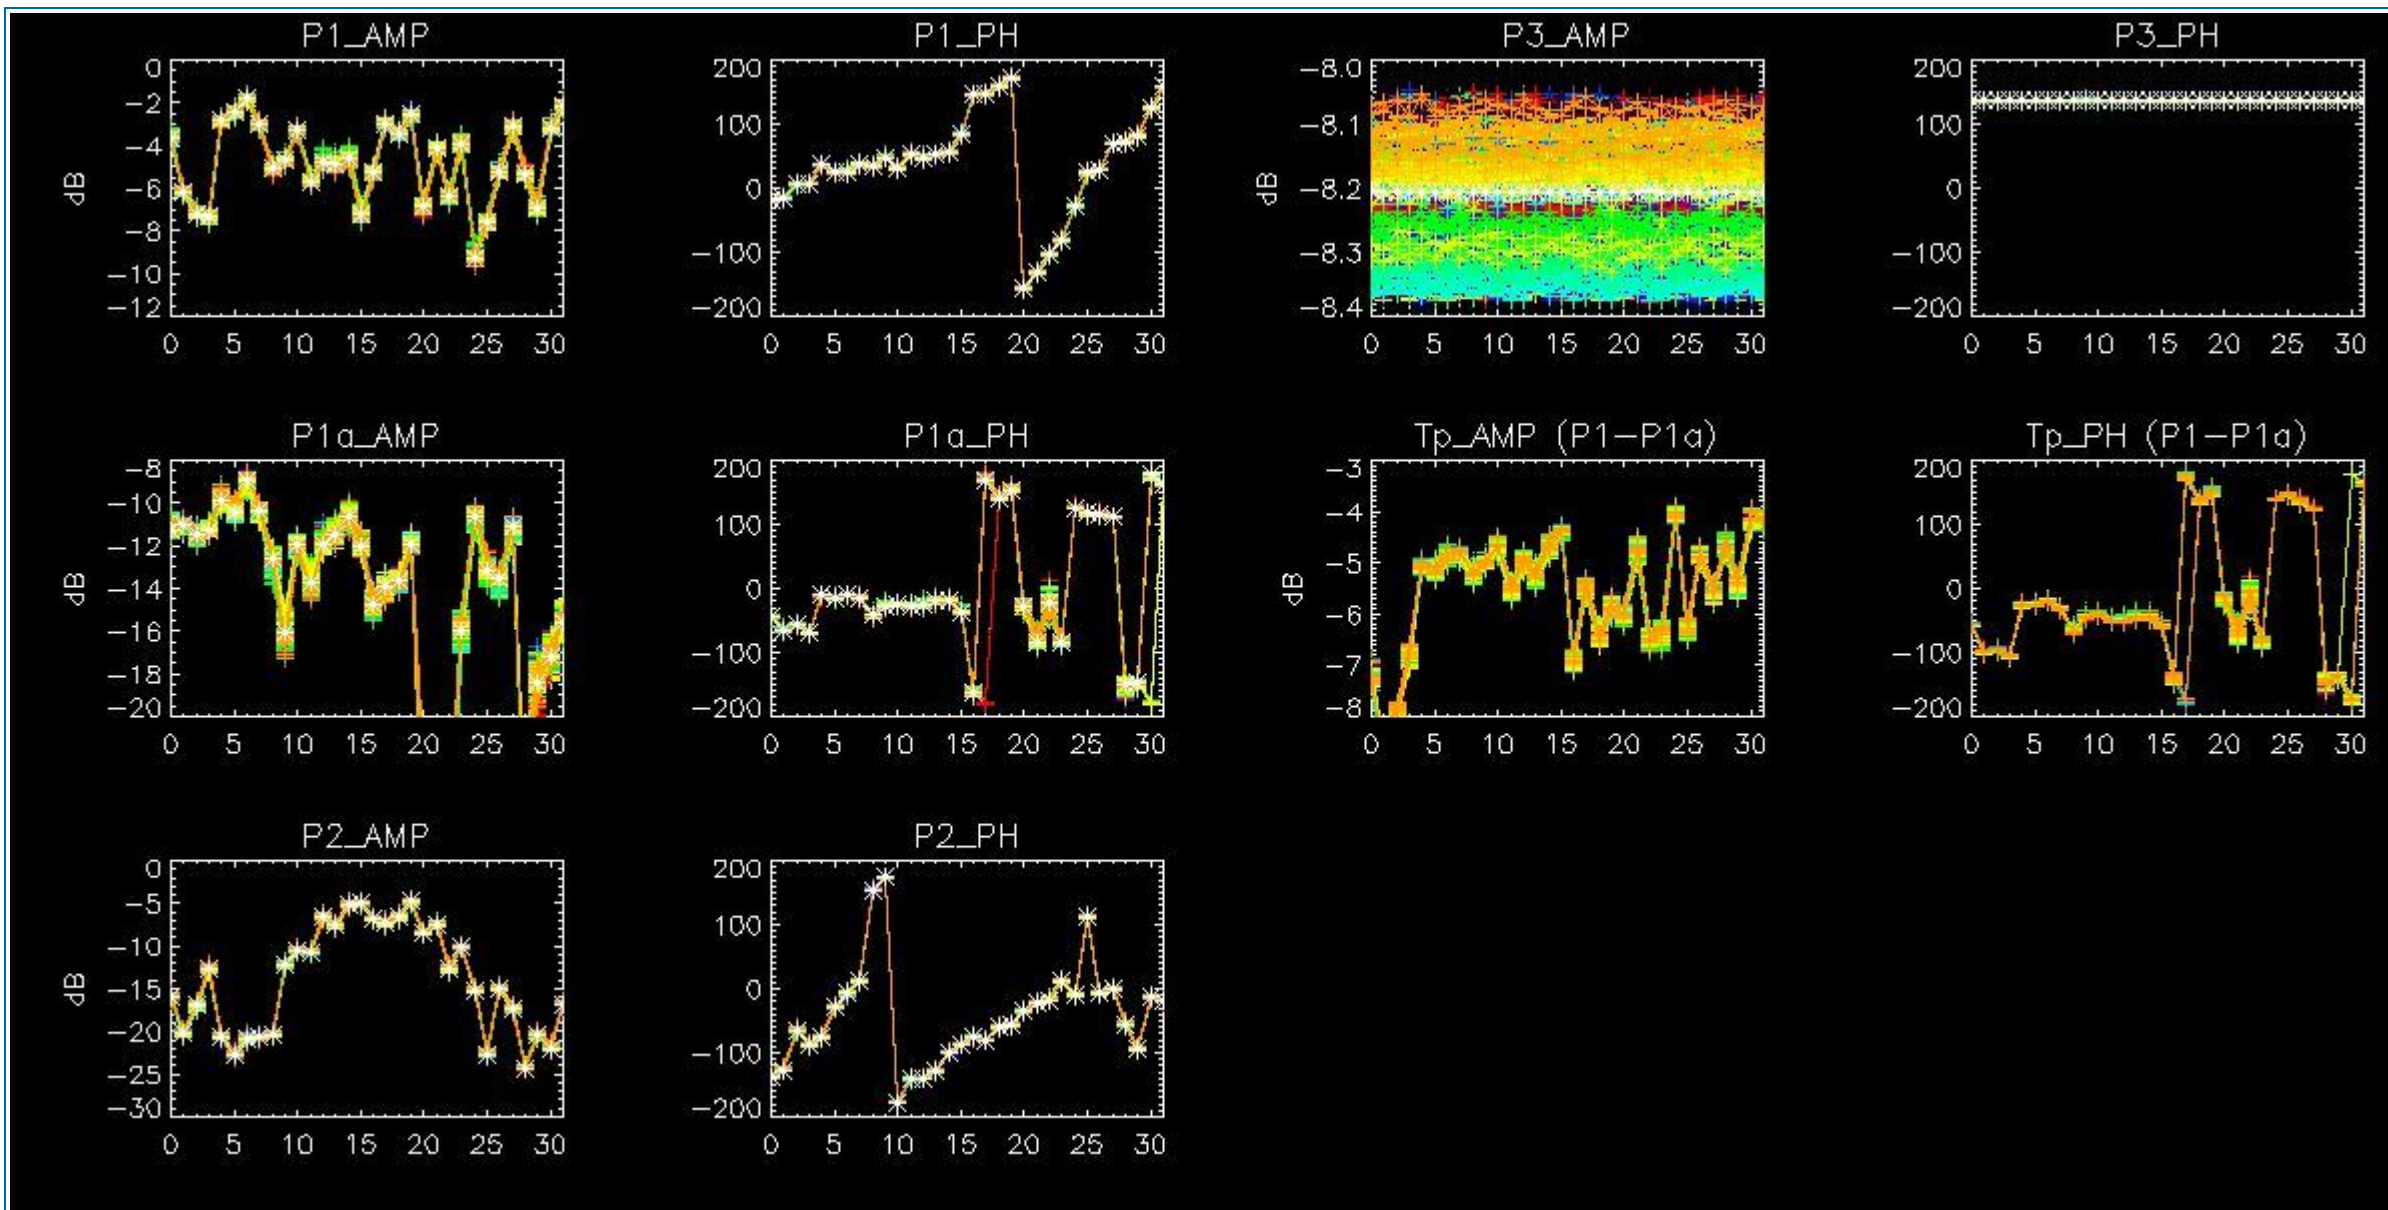 P1_AMP P1_PH P3_AMP P3_PH
0 200 −8.0 200
−2
100 −8.1 100
−4
dB −6 0 dB −8.2 0
−8
−100 −8.3 −100
−10
−12 −200 −8.4 −200
0 5 10 15 20 25 30 0 5 10 15 20 25 30 0 5 10 15 20 25 30 0 5 10 15 20 25 30
P1a_AMP P1a_PH Tp_AMP (P1−P1a) Tp_PH (P1−P1a)
−8 200 −3 200
−10 100 −4 100
−12
dB −14 0 dB −5 0
−16 −6
−100 −7 −100
−18
−20 −200 −8 −200
0 5 10 15 20 25 30 0 5 10 15 20 25 30 0 5 10 15 20 25 30 0 5 10 15 20 25 30
P2_AMP P2_PH
0 200
−5 100
−10
dB −15 0
−20 −100
−25
−30 −200
0 5 10 15 20 25 30 0 5 10 15 20 25 30